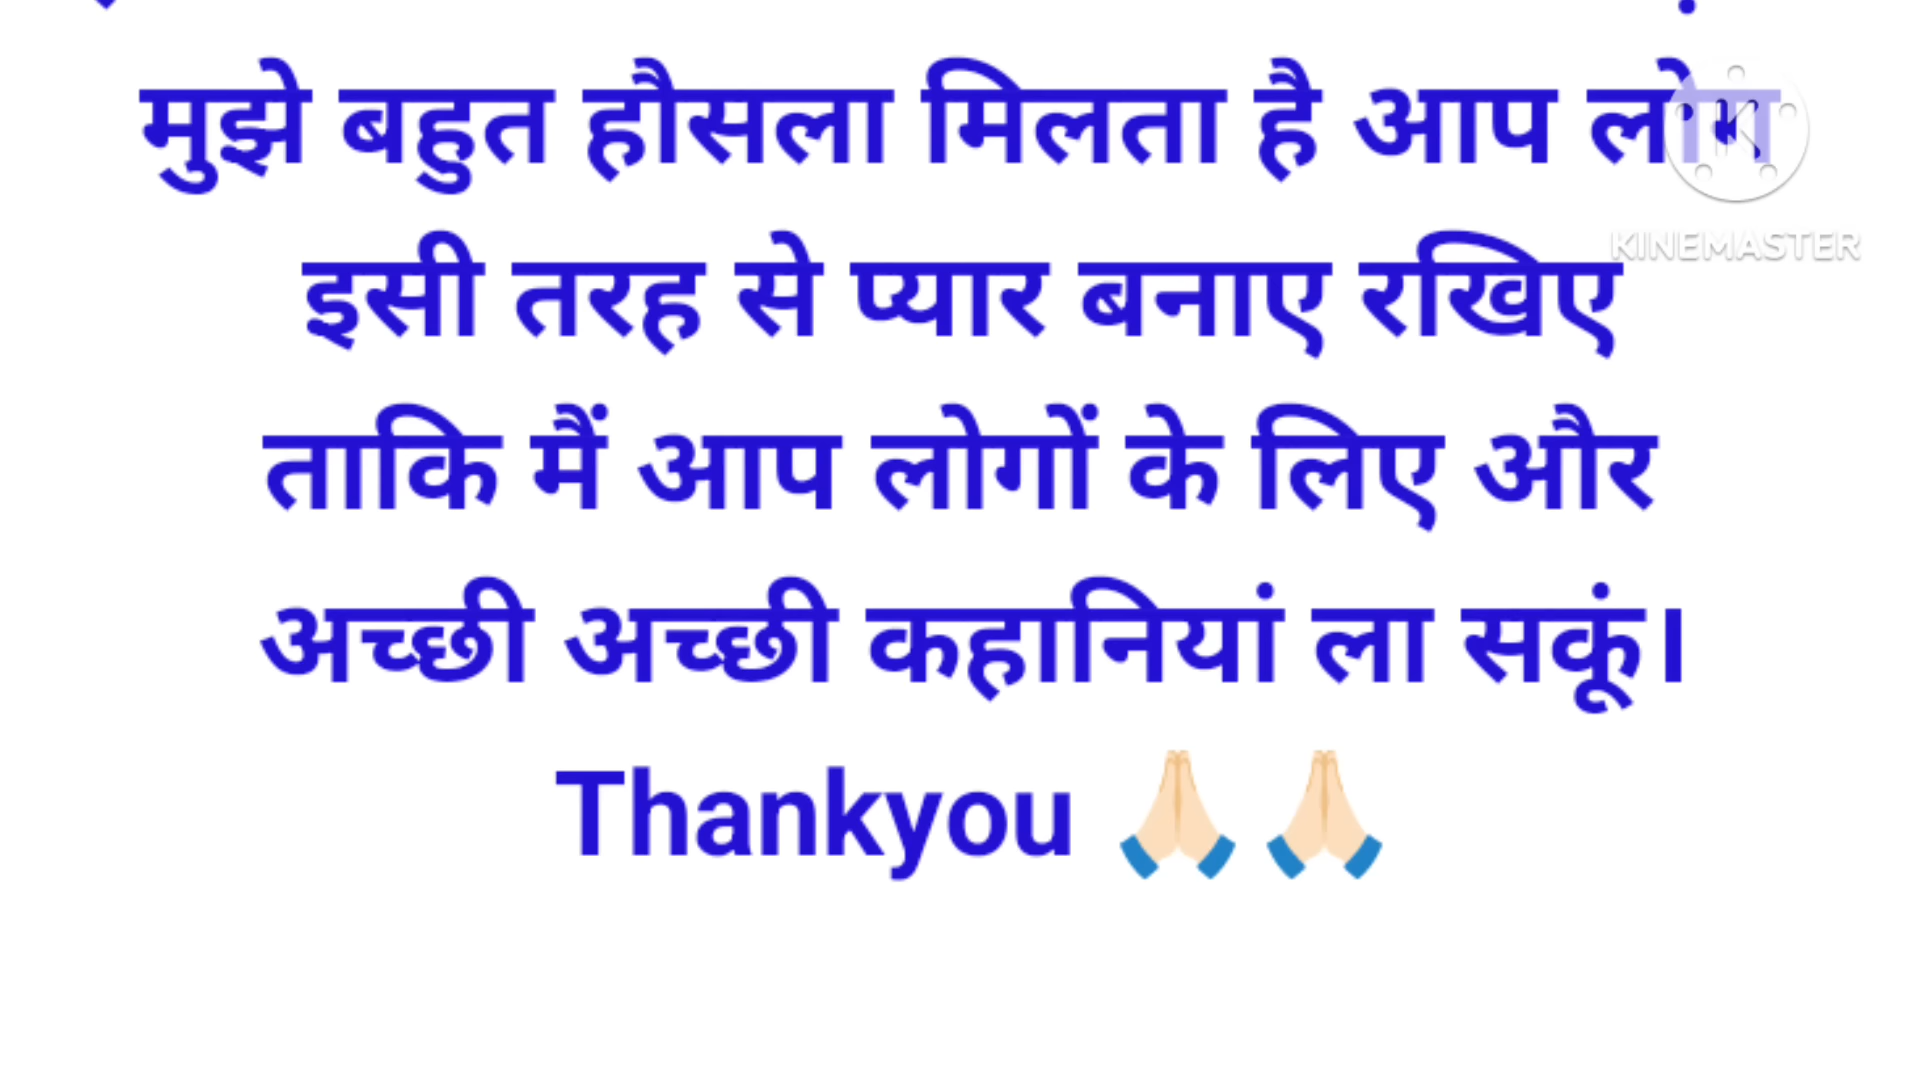 मुझे बहुत हौसला मिलता है आप लोग
KINEMASTER
इसी तरह से प्यार बनाए रखिए
ताकि मैं आप लोगों के लिए और
अच्छी अच्छी कहानियां ला सकूं।
Thankyou 🙏🏻🙏🏻